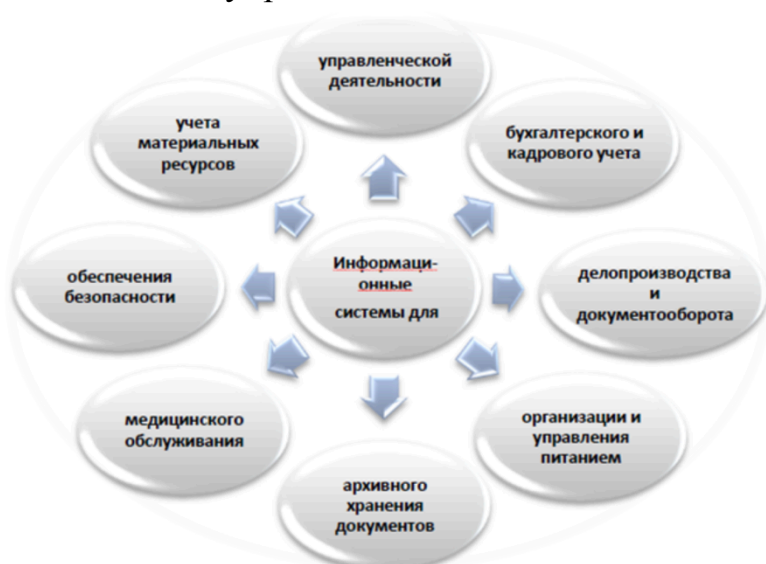 управленческой
деятельности
бухгалтерского и
кадрового учета
делопроизводства
и
документооборота
организации и
управления
питанием
архивного
хранения
документов
медицинского
обслуживания
обеспечения
безопасности
учета
материальных
ресурсов
Информаци-
онные
системы для